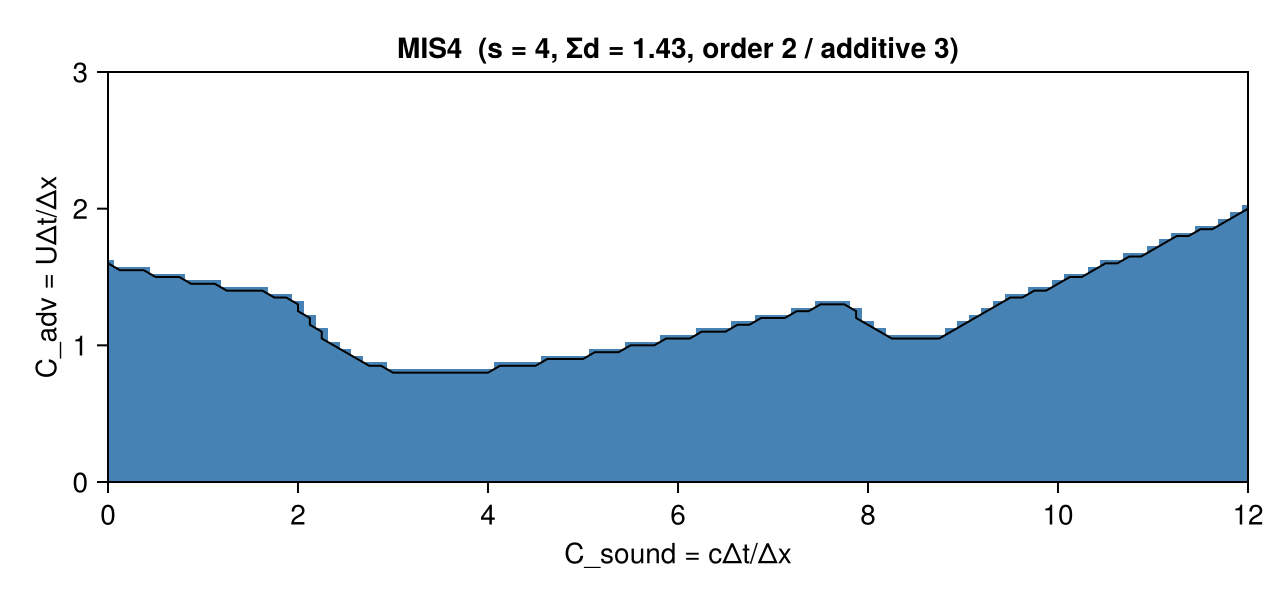 MIS4  (s = 4, Σd = 1.43, order 2 / additive 3)
3
2
1
0
C_adv = UΔt/Δx
0 2 4 6 8 10 12
C_sound = cΔt/Δx